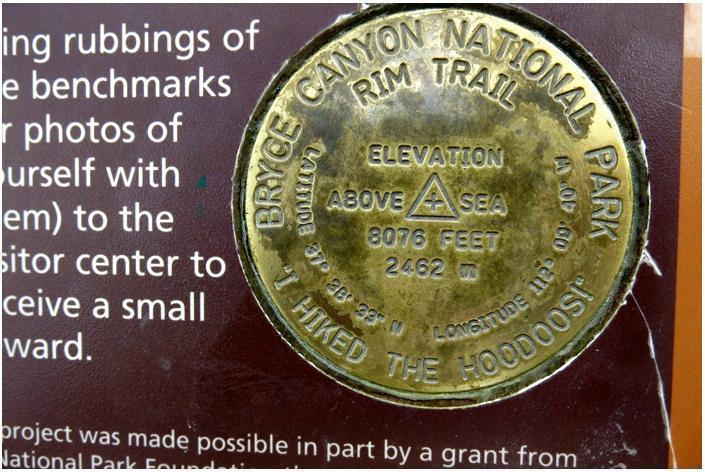 ing rubbings of
e benchmarks
r photos of
ourself with
em) to the
sitor center to
ceive a small
ward.
project was made possible in part by a grant from
National Park Foundation
BRYCE CANYON NATIONAL PARK
RIM TRAIL
ELEVATION
ABOVE SEA
8076 FEET
2462 m
LATITUDE 37° 38' 33" N
LONGITUDE 112° 09' 40" W
"I HIKED THE HOODOOS!"